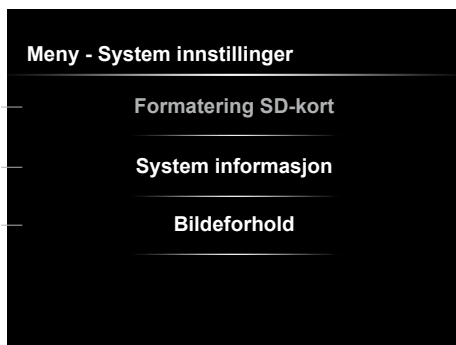 Meny - System innstillinger
Formatering SD-kort
System informasjon
Bildeforhold